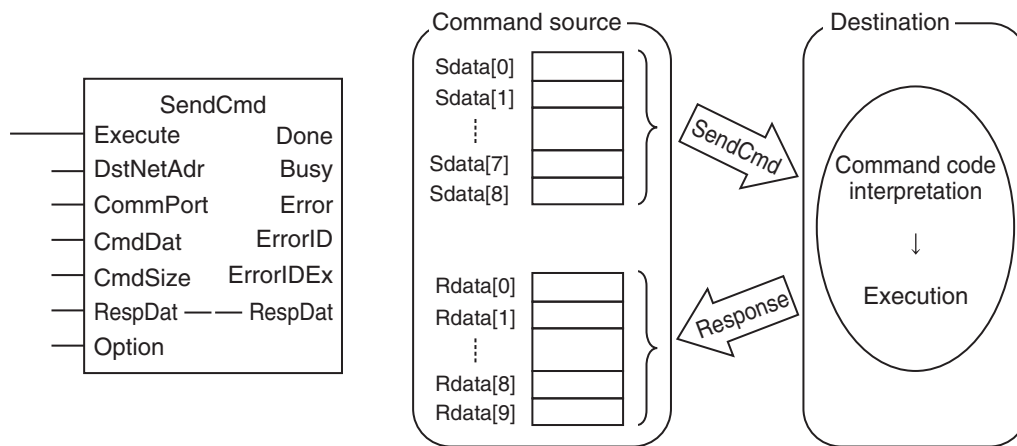 SendCmd
Execute Done
DstNetAdr Busy
CommPort Error
CmdDat ErrorID
CmdSize ErrorIDEx
RespDat RespDat
Option
Command source
Sdata[0]
Sdata[1]
Sdata[7]
Sdata[8]
SendCmd
Rdata[0]
Rdata[1]
Rdata[8]
Rdata[9]
Response
Destination
Command code
interpretation
↓
Execution